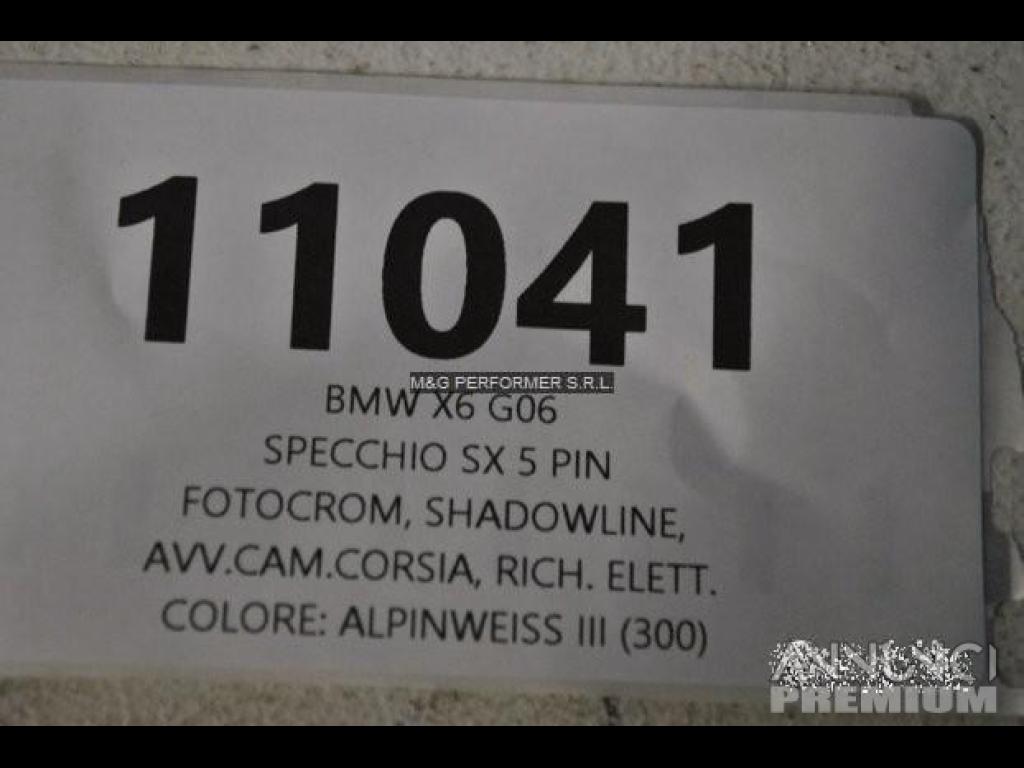 11041
M&G PERFORMER S.R.L.
BMW X6 G06
SPECCHIO SX 5 PIN
FOTOCROM, SHADOWLINE,
AVV.CAM.CORSIA, RICH. ELETT.
COLORE: ALPINWEISS III (300)
ANNUNCI
PREMIUM